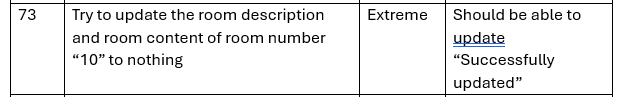 73
Try to update the room description
and room content of room number
“10” to nothing
Extreme
Should be able to
update
“Successfully
updated”